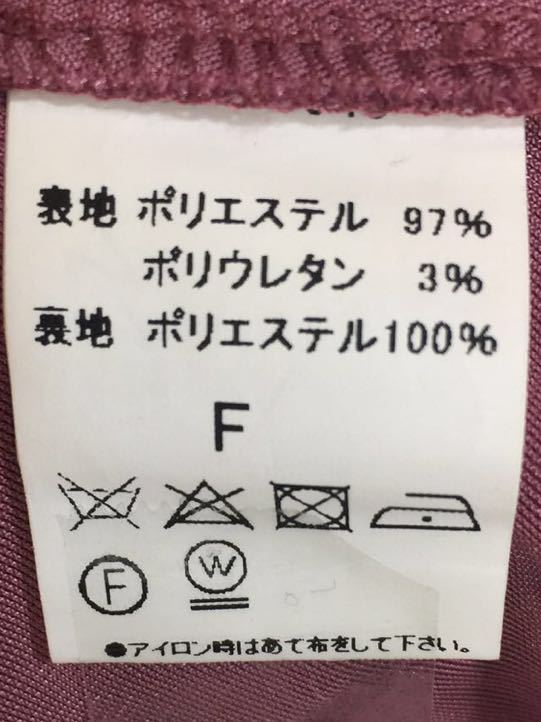 表地 ポリエステル 97%
ポリウレタン 3%
裏地 ポリエステル100%
F
F W
●アイロン時はあて布をして下さい。